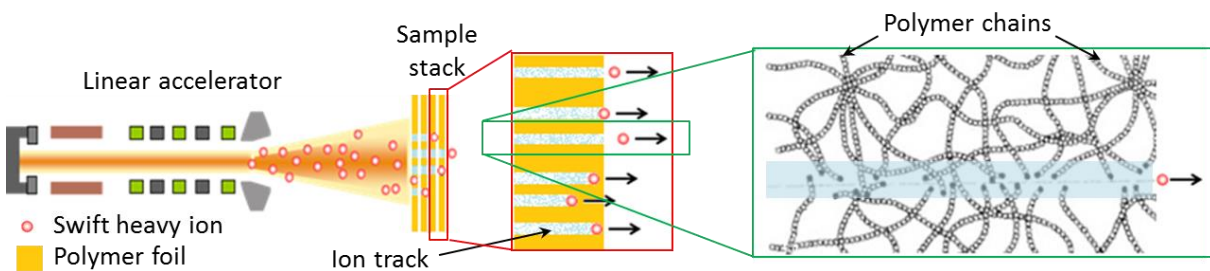 Linear accelerator
Sample
stack
Polymer chains
Swift heavy ion
Polymer foil
Ion track